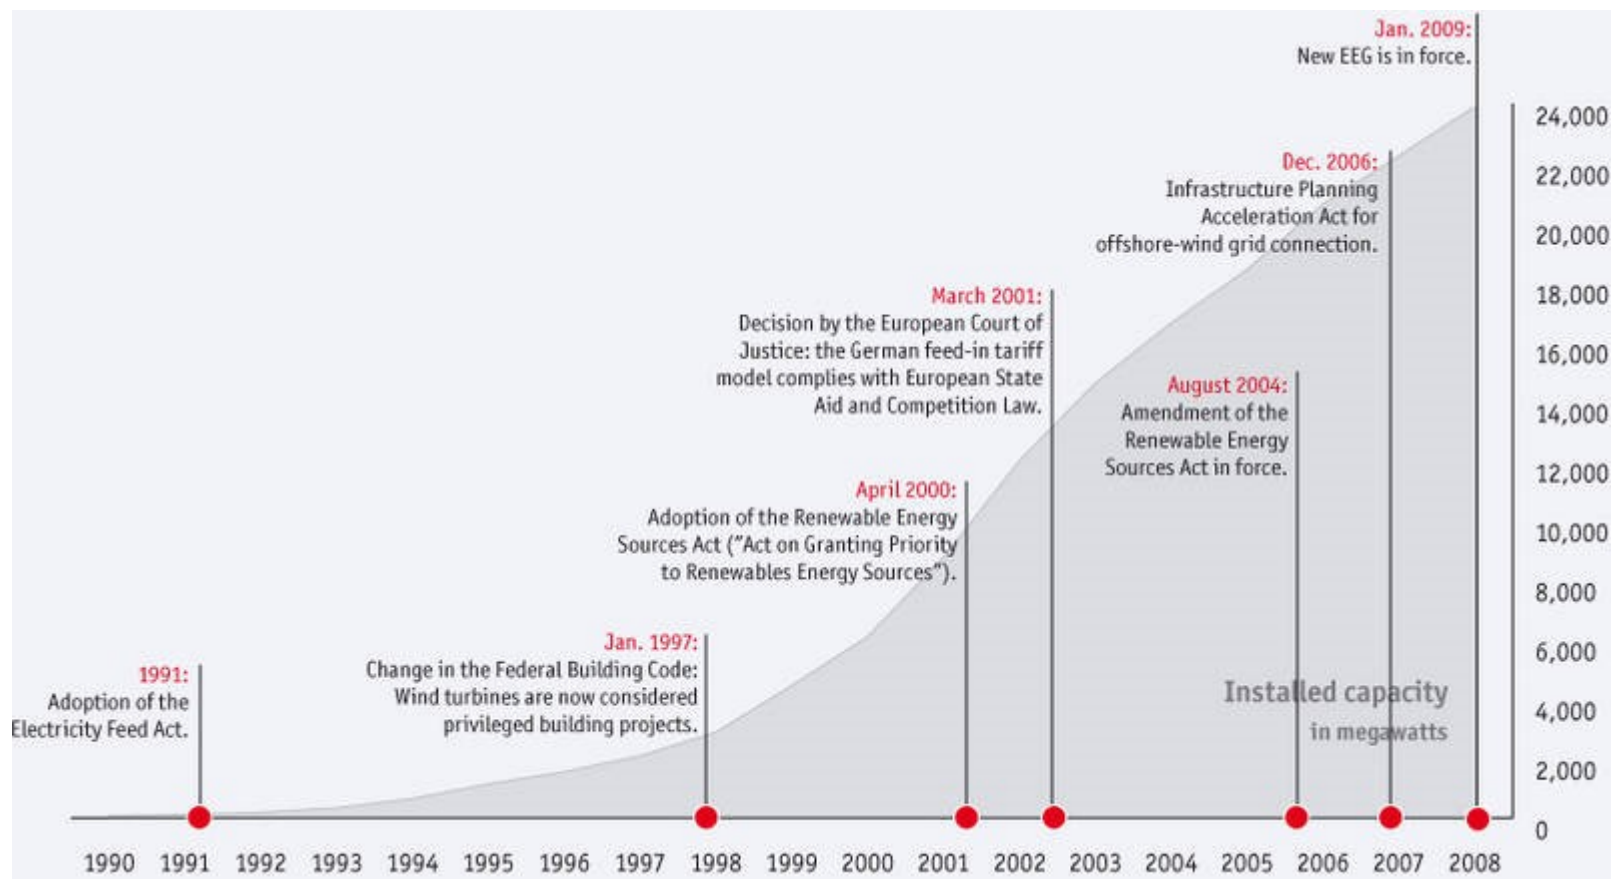 Jan. 2009:
New EEG is in force.
Dec. 2006:
Infrastructure Planning
Acceleration Act for
offshore-wind grid connection.
March 2001:
Decision by the European Court of
Justice: the German feed-in tariff
model complies with European State
Aid and Competition Law.
August 2004:
Amendment of the
Renewable Energy
Sources Act in force.
April 2000:
Adoption of the Renewable Energy
Sources Act ("Act on Granting Priority
to Renewables Energy Sources").
Jan. 1997:
Change in the Federal Building Code:
Wind turbines are now considered
privileged building projects.
1991:
Adoption of the
Electricity Feed Act.
Installed capacity
in megawatts
24,000
22,000
20,000
18,000
16,000
14,000
12,000
10,000
8,000
6,000
4,000
2,000
0
1990 1991 1992 1993 1994 1995 1996 1997 1998 1999 2000 2001 2002 2003 2004 2005 2006 2007 2008